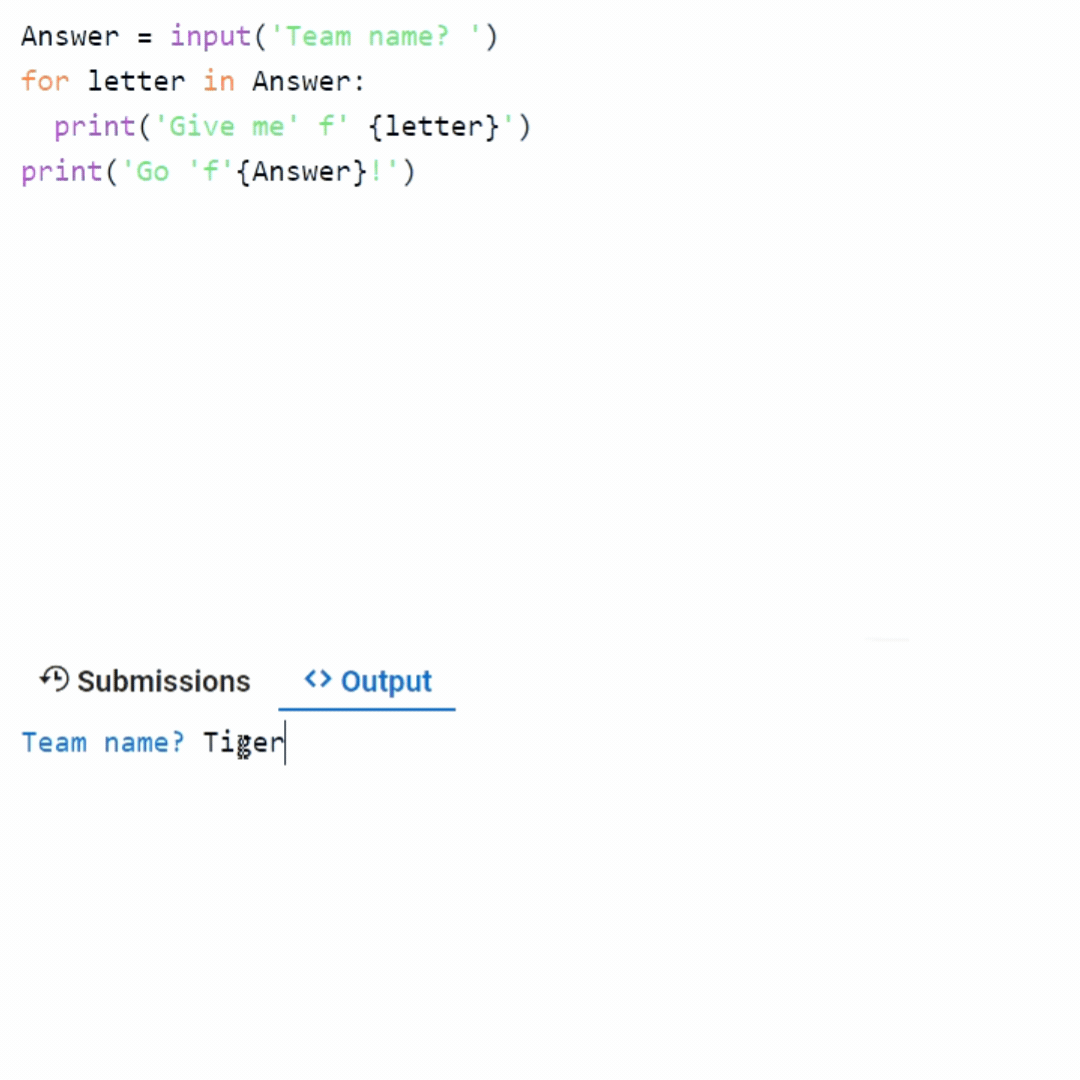 Answer = input('Team name? ')
for letter in Answer:
  print('Give me' f' {letter}')
print('Go 'f'{Answer}!')
Submissions
<> Output
Team name? Tiger